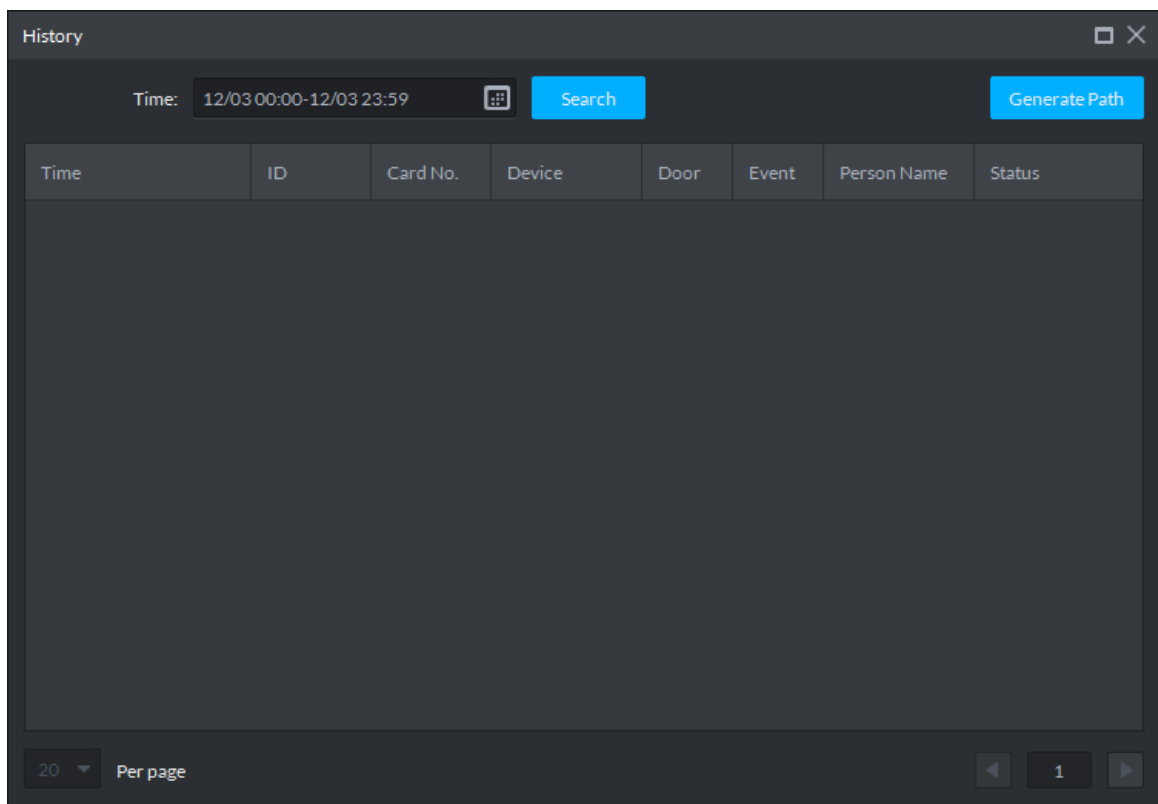 History
Time: 12/03 00:00-12/03 23:59 Search Generate Path
Time ID Card No. Device Door Event Person Name Status
20 Per page 1